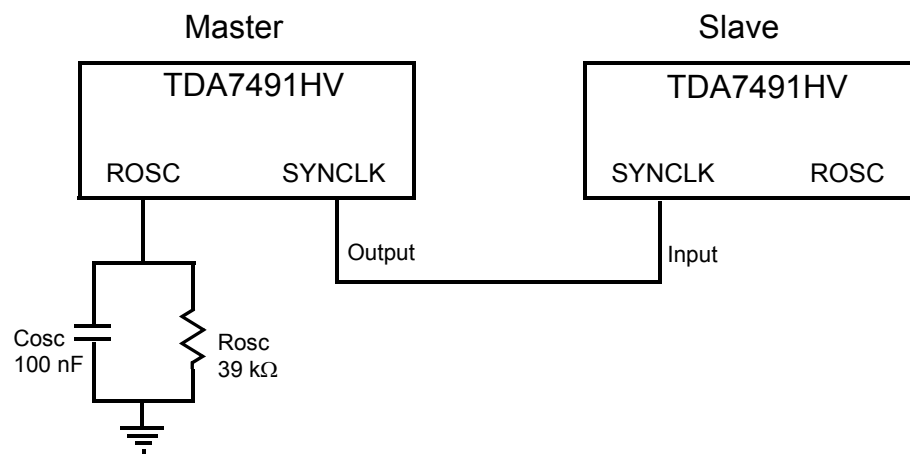 Master
Slave
TDA7491HV
TDA7491HV
ROSC
SYNCLK
SYNCLK
ROSC
Output
Input
Cosc
100 nF
Rosc
39 kΩ